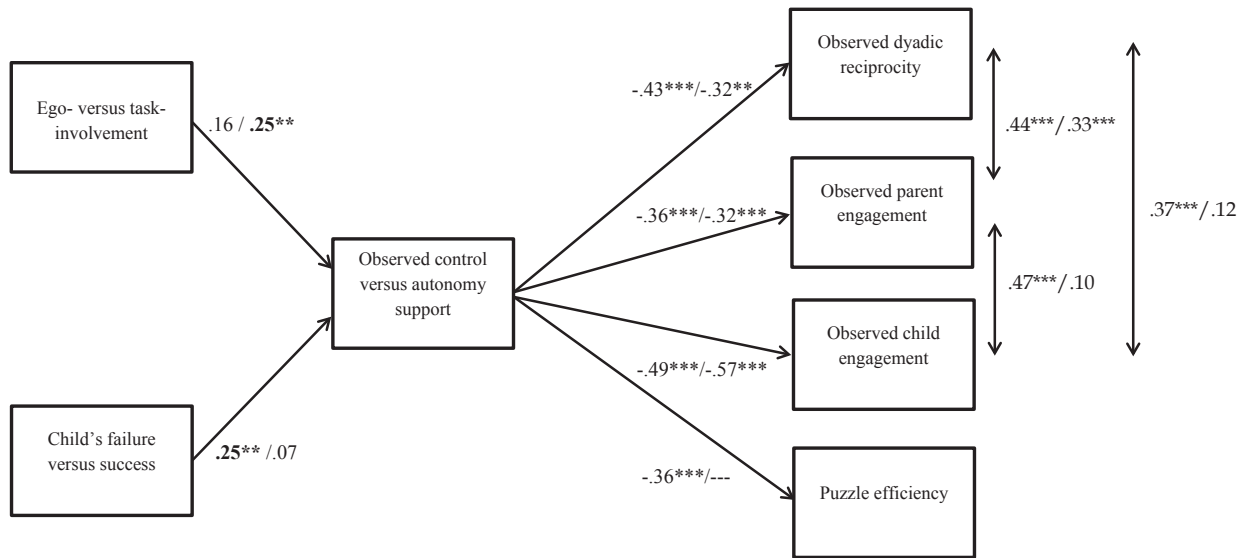 Ego- versus task-
involvement
.16 / .25**
Child's failure
versus success
.25** /.07
Observed control
versus autonomy
support
-.43***/-.32**
-.36***/-.32***
-.49***/-.57***
-.36***/---
Observed dyadic
reciprocity
Observed parent
engagement
Observed child
engagement
Puzzle efficiency
.44***/.33***
.47***/.10
.37***/.12